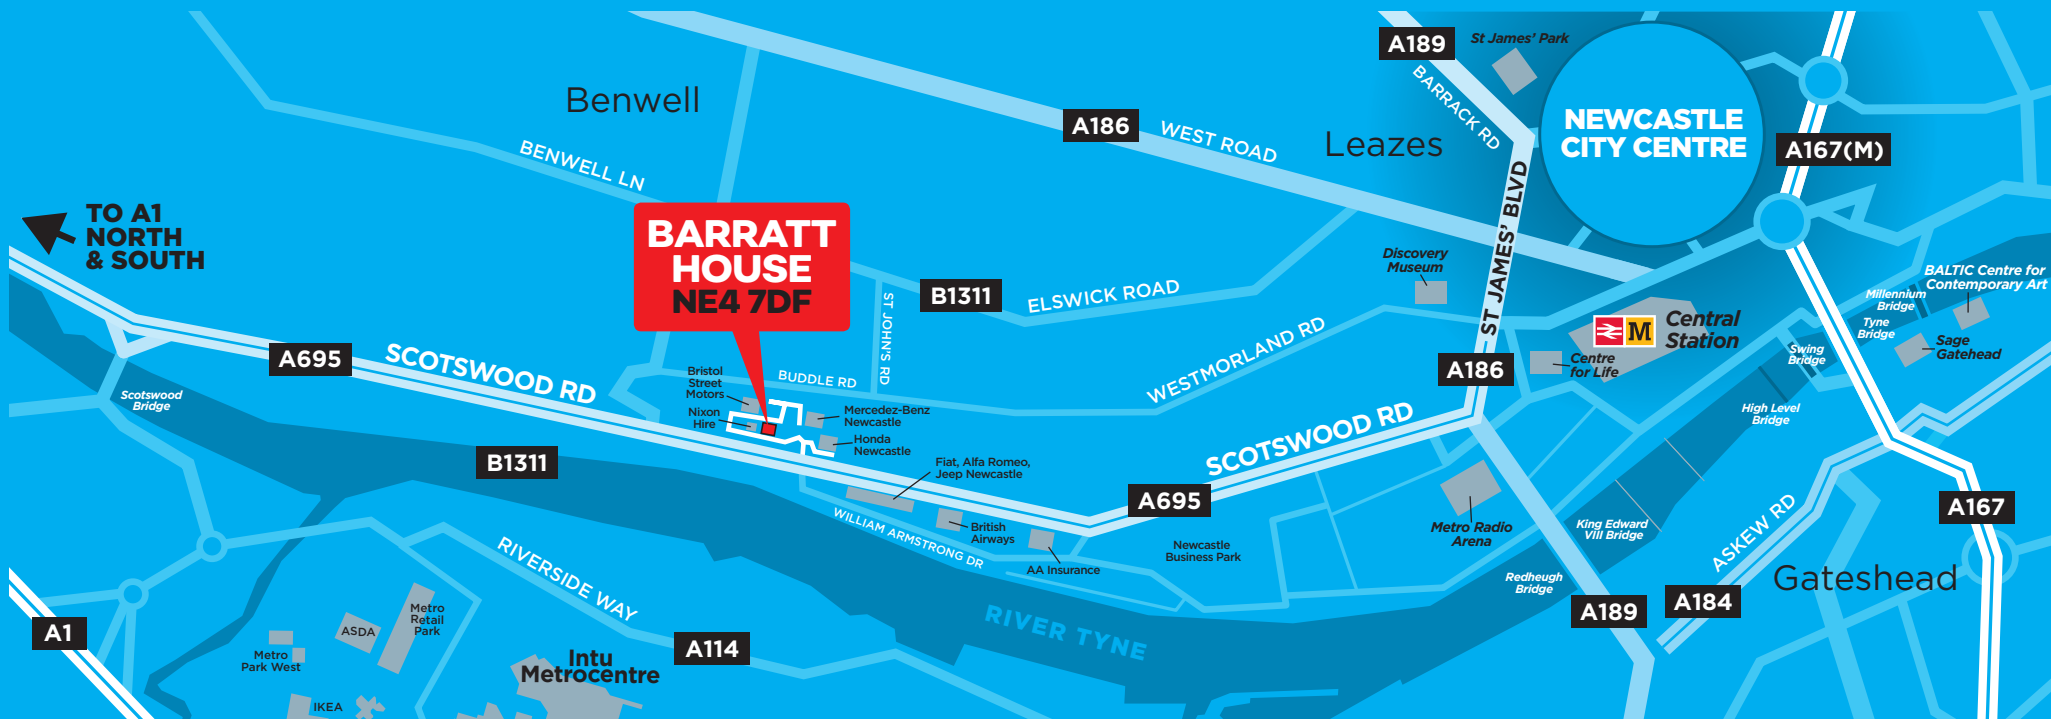 A189
St James' Park
BARRACK RD
Benwell
A186
WEST ROAD
Leazes
NEWCASTLE
CITY CENTRE
A167(M)
BENWELL LN
TO A1
NORTH
& SOUTH
BARRATT
HOUSE
NE4 7DF
ST JAMES' BLVD
Discovery
Museum
BALTIC Centre for
Contemporary Art
B1311
ELSWICK ROAD
ST JOHN'S RD
Millennium
Bridge
Tyne
Bridge
M
Central
Station
Swing
Bridge
Sage
Gatehead
WESTMORLAND RD
A695
SCOTSWOOD RD
A186
Centre
for Life
Bristol
Street
Motors
BUDDLE RD
Scotswood
Bridge
Nixon
Hire
Mercedez-Benz
Newcastle
High Level
Bridge
Honda
Newcastle
SCOTSWOOD RD
B1311
Fiat, Alfa Romeo,
Jeep Newcastle
A695
A167
WILLIAM ARMSTRONG DR
British
Airways
Metro Radio
Arena
King Edward
VIII Bridge
ASKEW RD
Newcastle
Business Park
AA Insurance
RIVERSIDE WAY
Redheugh
Bridge
Gateshead
A189
A184
RIVER TYNE
A1
ASDA
Metro
Retail
Park
Metro
Park West
A114
Intu
Metrocentre
IKEA